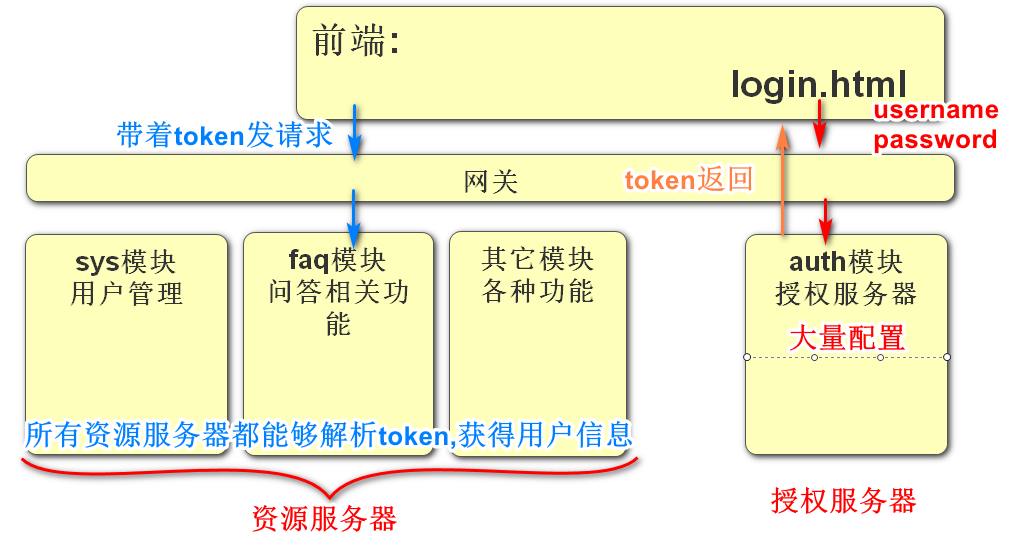 前端:
login.html
username
password
带着token发请求
网关
token返回
sys模块
用户管理
faq模块
问答相关功
能
其它模块
各种功能
auth模块
授权服务器
大量配置
所有资源服务器都能够解析token,获得用户信息
资源服务器
授权服务器